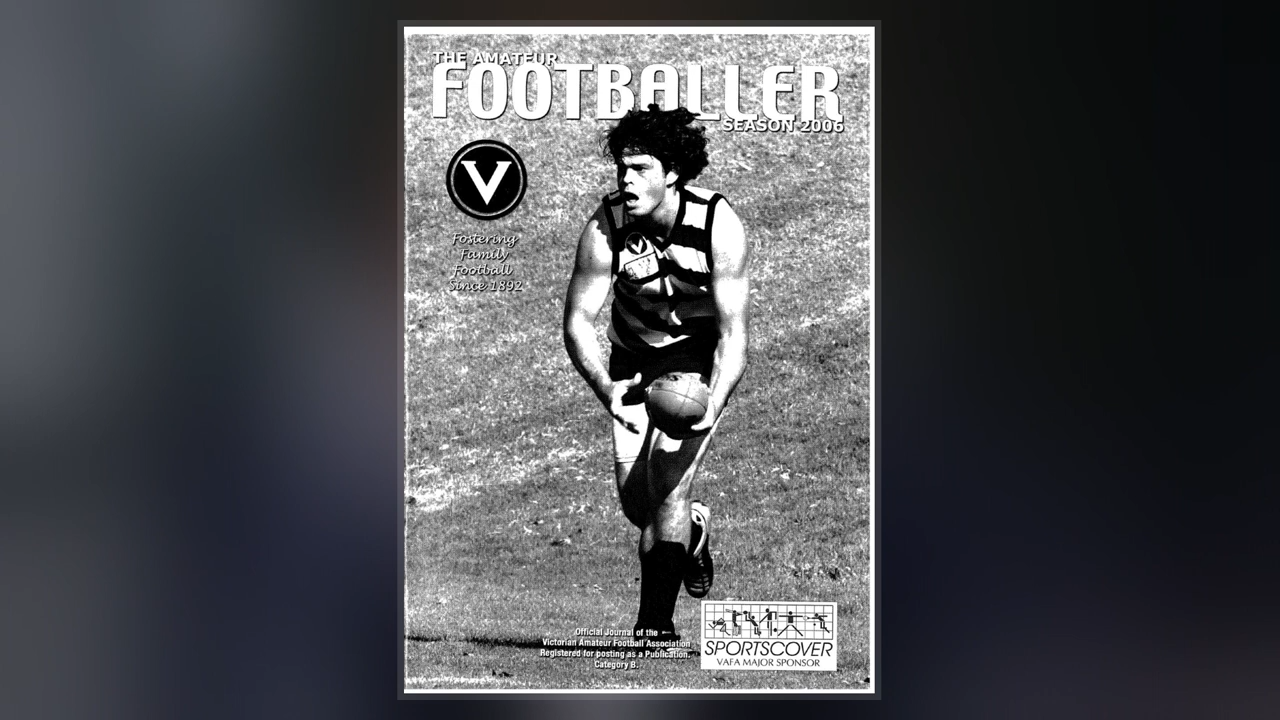 THE AMATEUR
FOOTBALLER
SEASON 2006
V
Fostering
Family
Football
Since 1892
Official Journal of the
Victorian Amateur Football Association
Registered for posting as a Publication.
Category B.
SPORTSCOVER
VAFA MAJOR SPONSOR